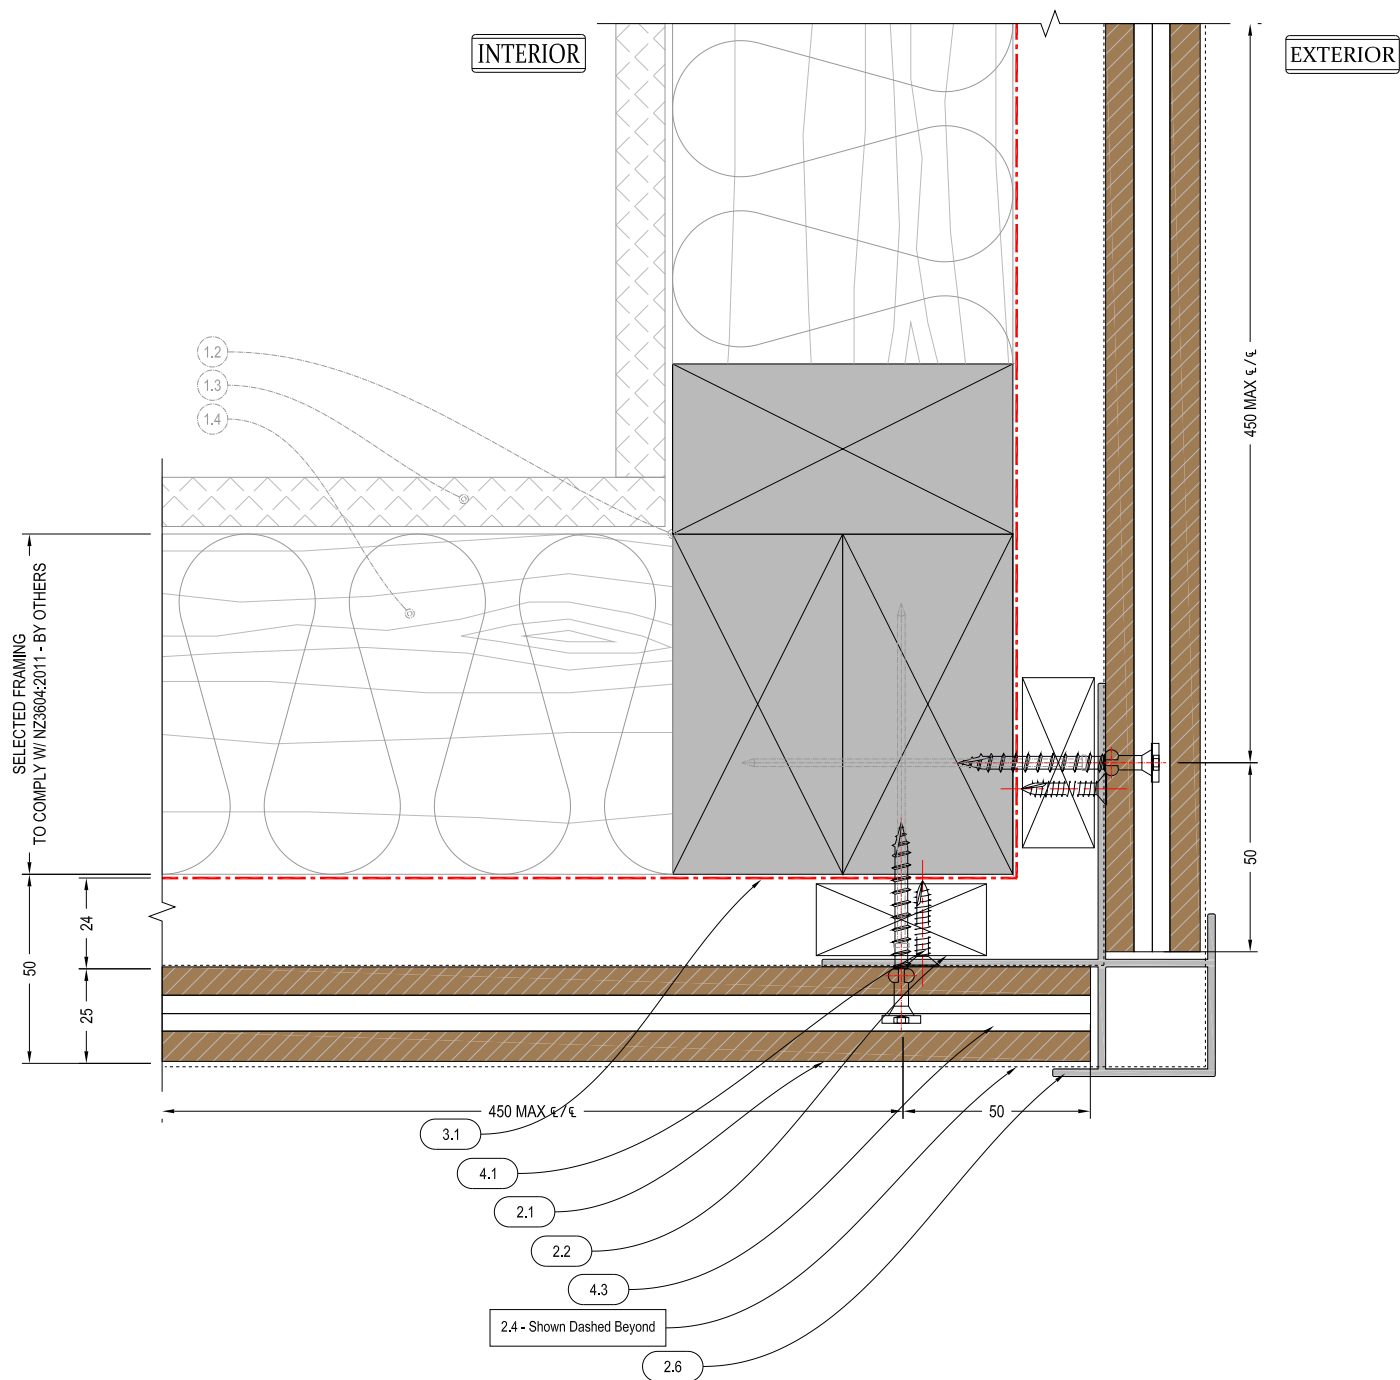 INTERIOR
EXTERIOR
1.2
1.3
1.4
450 MAX ℄/℄
SELECTED FRAMING
TO COMPLY W/ NZ3604:2011 - BY OTHERS
50
24
50
25
450 MAX ℄/℄
50
3.1
4.1
2.1
2.2
4.3
2.4 - Shown Dashed Beyond
2.6